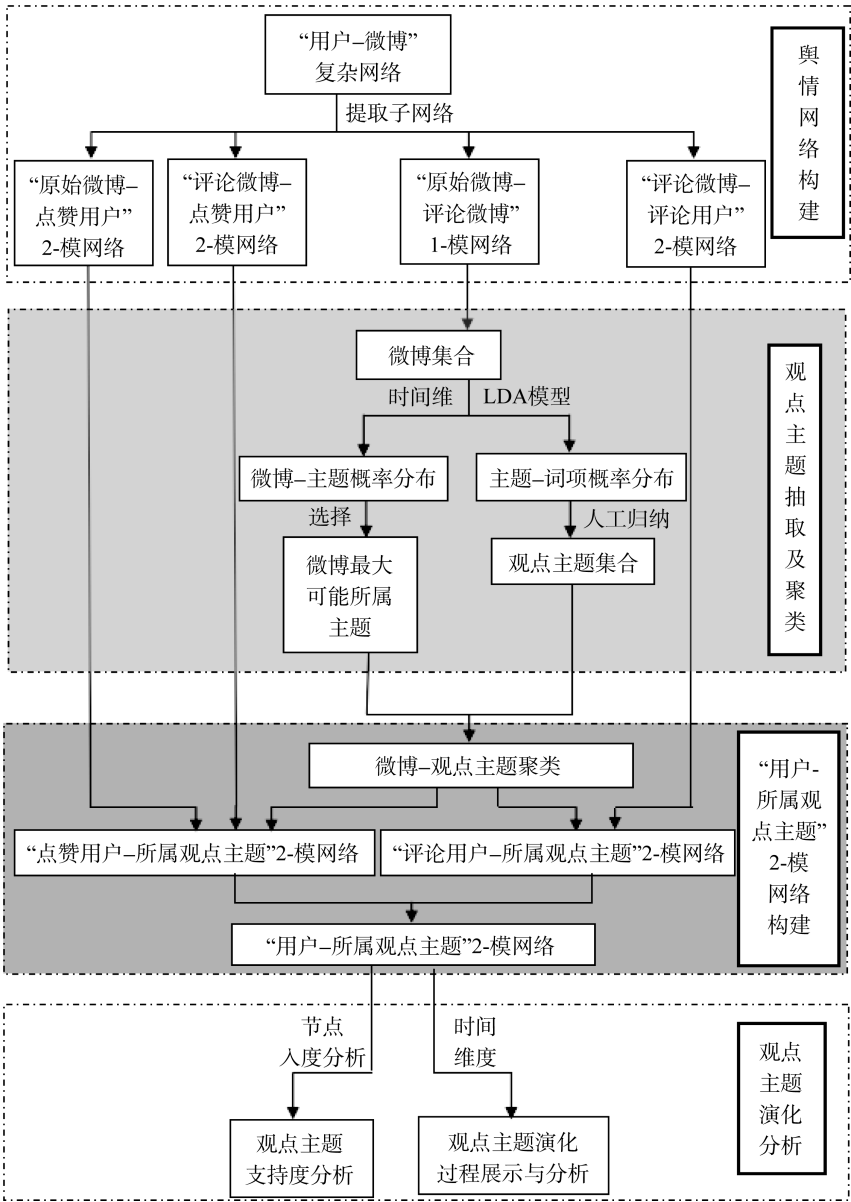 “用户–微博”
复杂网络
提取子网络
“原始微博–
点赞用户”
2-模网络
“评论微博–
点赞用户”
2-模网络
“原始微博–
评论微博”
1-模网络
“评论微博–
评论用户”
2-模网络
舆
情
网
络
构
建
微博集合
时间维
LDA模型
微博–主题概率分布
主题–词项概率分布
选择
人工归纳
微博最大
可能所属
主题
观点主题集合
观
点
主
题
抽
取
及
聚
类
微博–观点主题聚类
“点赞用户–所属观点主题”2-模网络
“评论用户–所属观点主题”2-模网络
“用户–所属观点主题”2-模网络
“用户-
所属观
点主题”
2-模
网络
构建
节点
入度分析
时间
维度
观点主题
支持度分析
观点主题演化
过程展示与分析
观点
主题
演化
分析